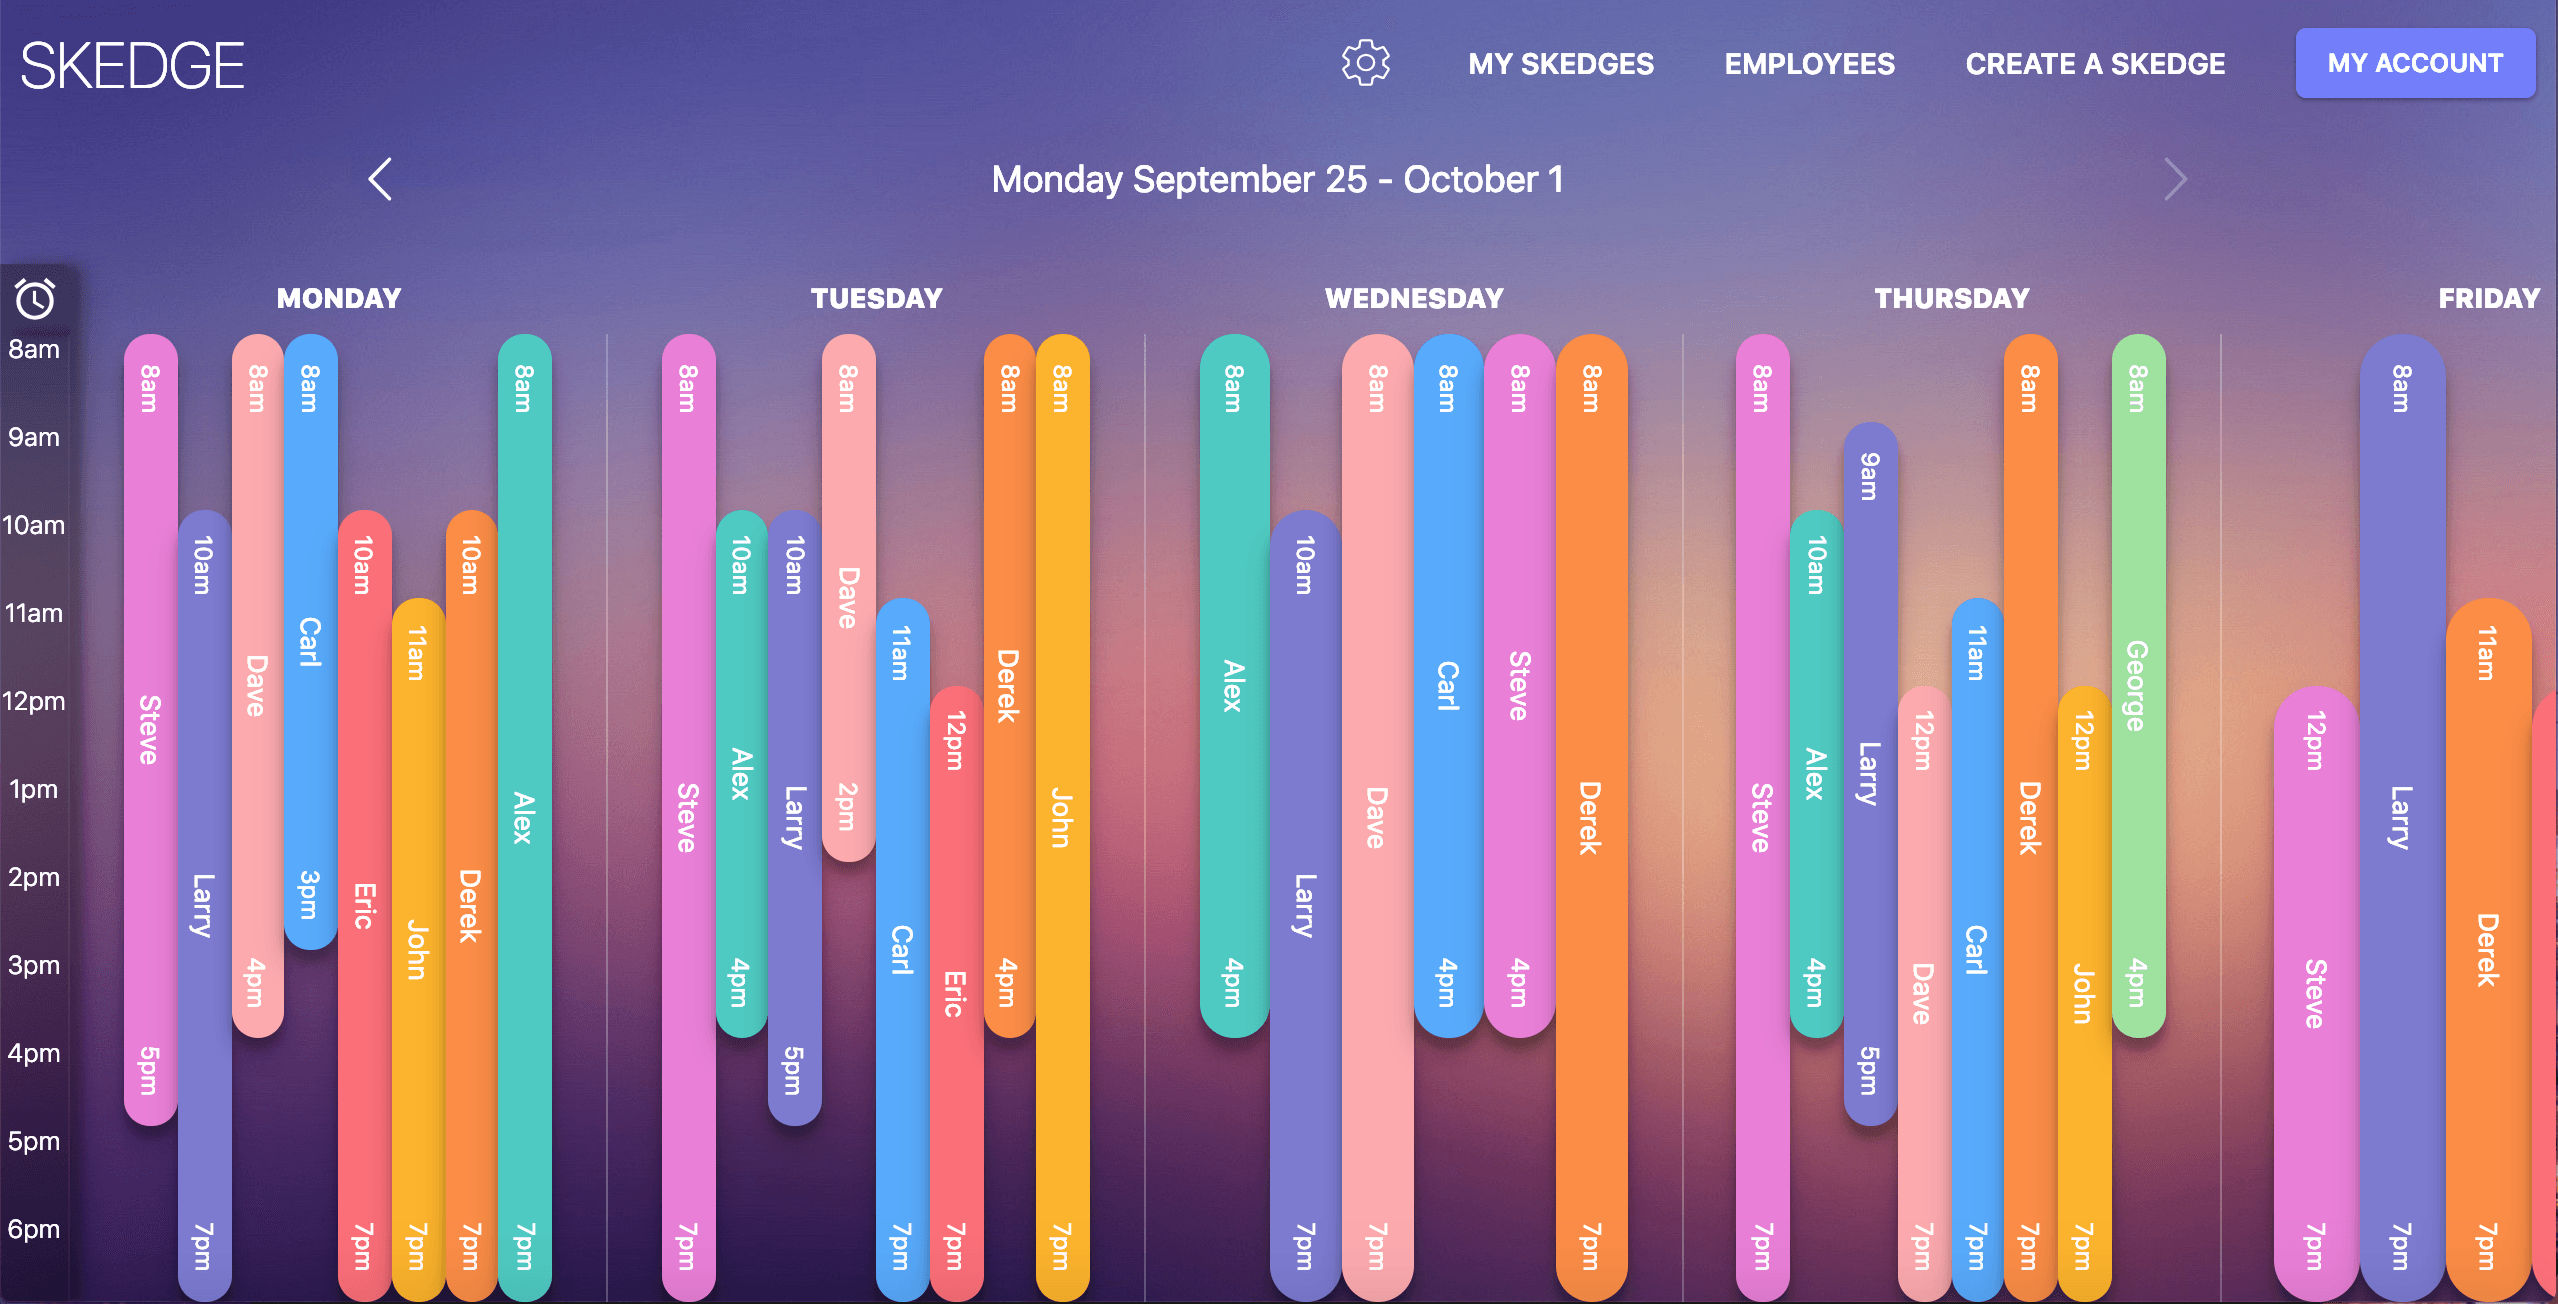 SKEDGE
MY SKEDGES
EMPLOYEES
CREATE A SKEDGE
MY ACCOUNT
Monday September 25 - October 1
MONDAY
TUESDAY
WEDNESDAY
THURSDAY
FRIDAY
8am
9am
10am
11am
12pm
1pm
2pm
3pm
4pm
5pm
6pm
8am Steve 5pm
10am Larry 7pm
8am Dave 4pm
8am Carl 3pm
10am Eric 7pm
11am John 7pm
10am Derek 7pm
8am Alex 7pm
8am Steve 7pm
10am Alex 4pm
10am Larry 5pm
8am Dave 2pm
11am Carl 7pm
12pm Eric 7pm
8am Derek 4pm
8am John 7pm
8am Alex 4pm
10am Larry 7pm
8am Dave 7pm
8am Carl 4pm
8am Steve 4pm
8am Derek 7pm
8am Steve 7pm
10am Alex 4pm
9am Larry 5pm
12pm Dave 7pm
11am Carl 7pm
8am Derek 7pm
12pm John 7pm
8am George 4pm
12pm Steve 7pm
8am Larry 7pm
11am Derek 7pm